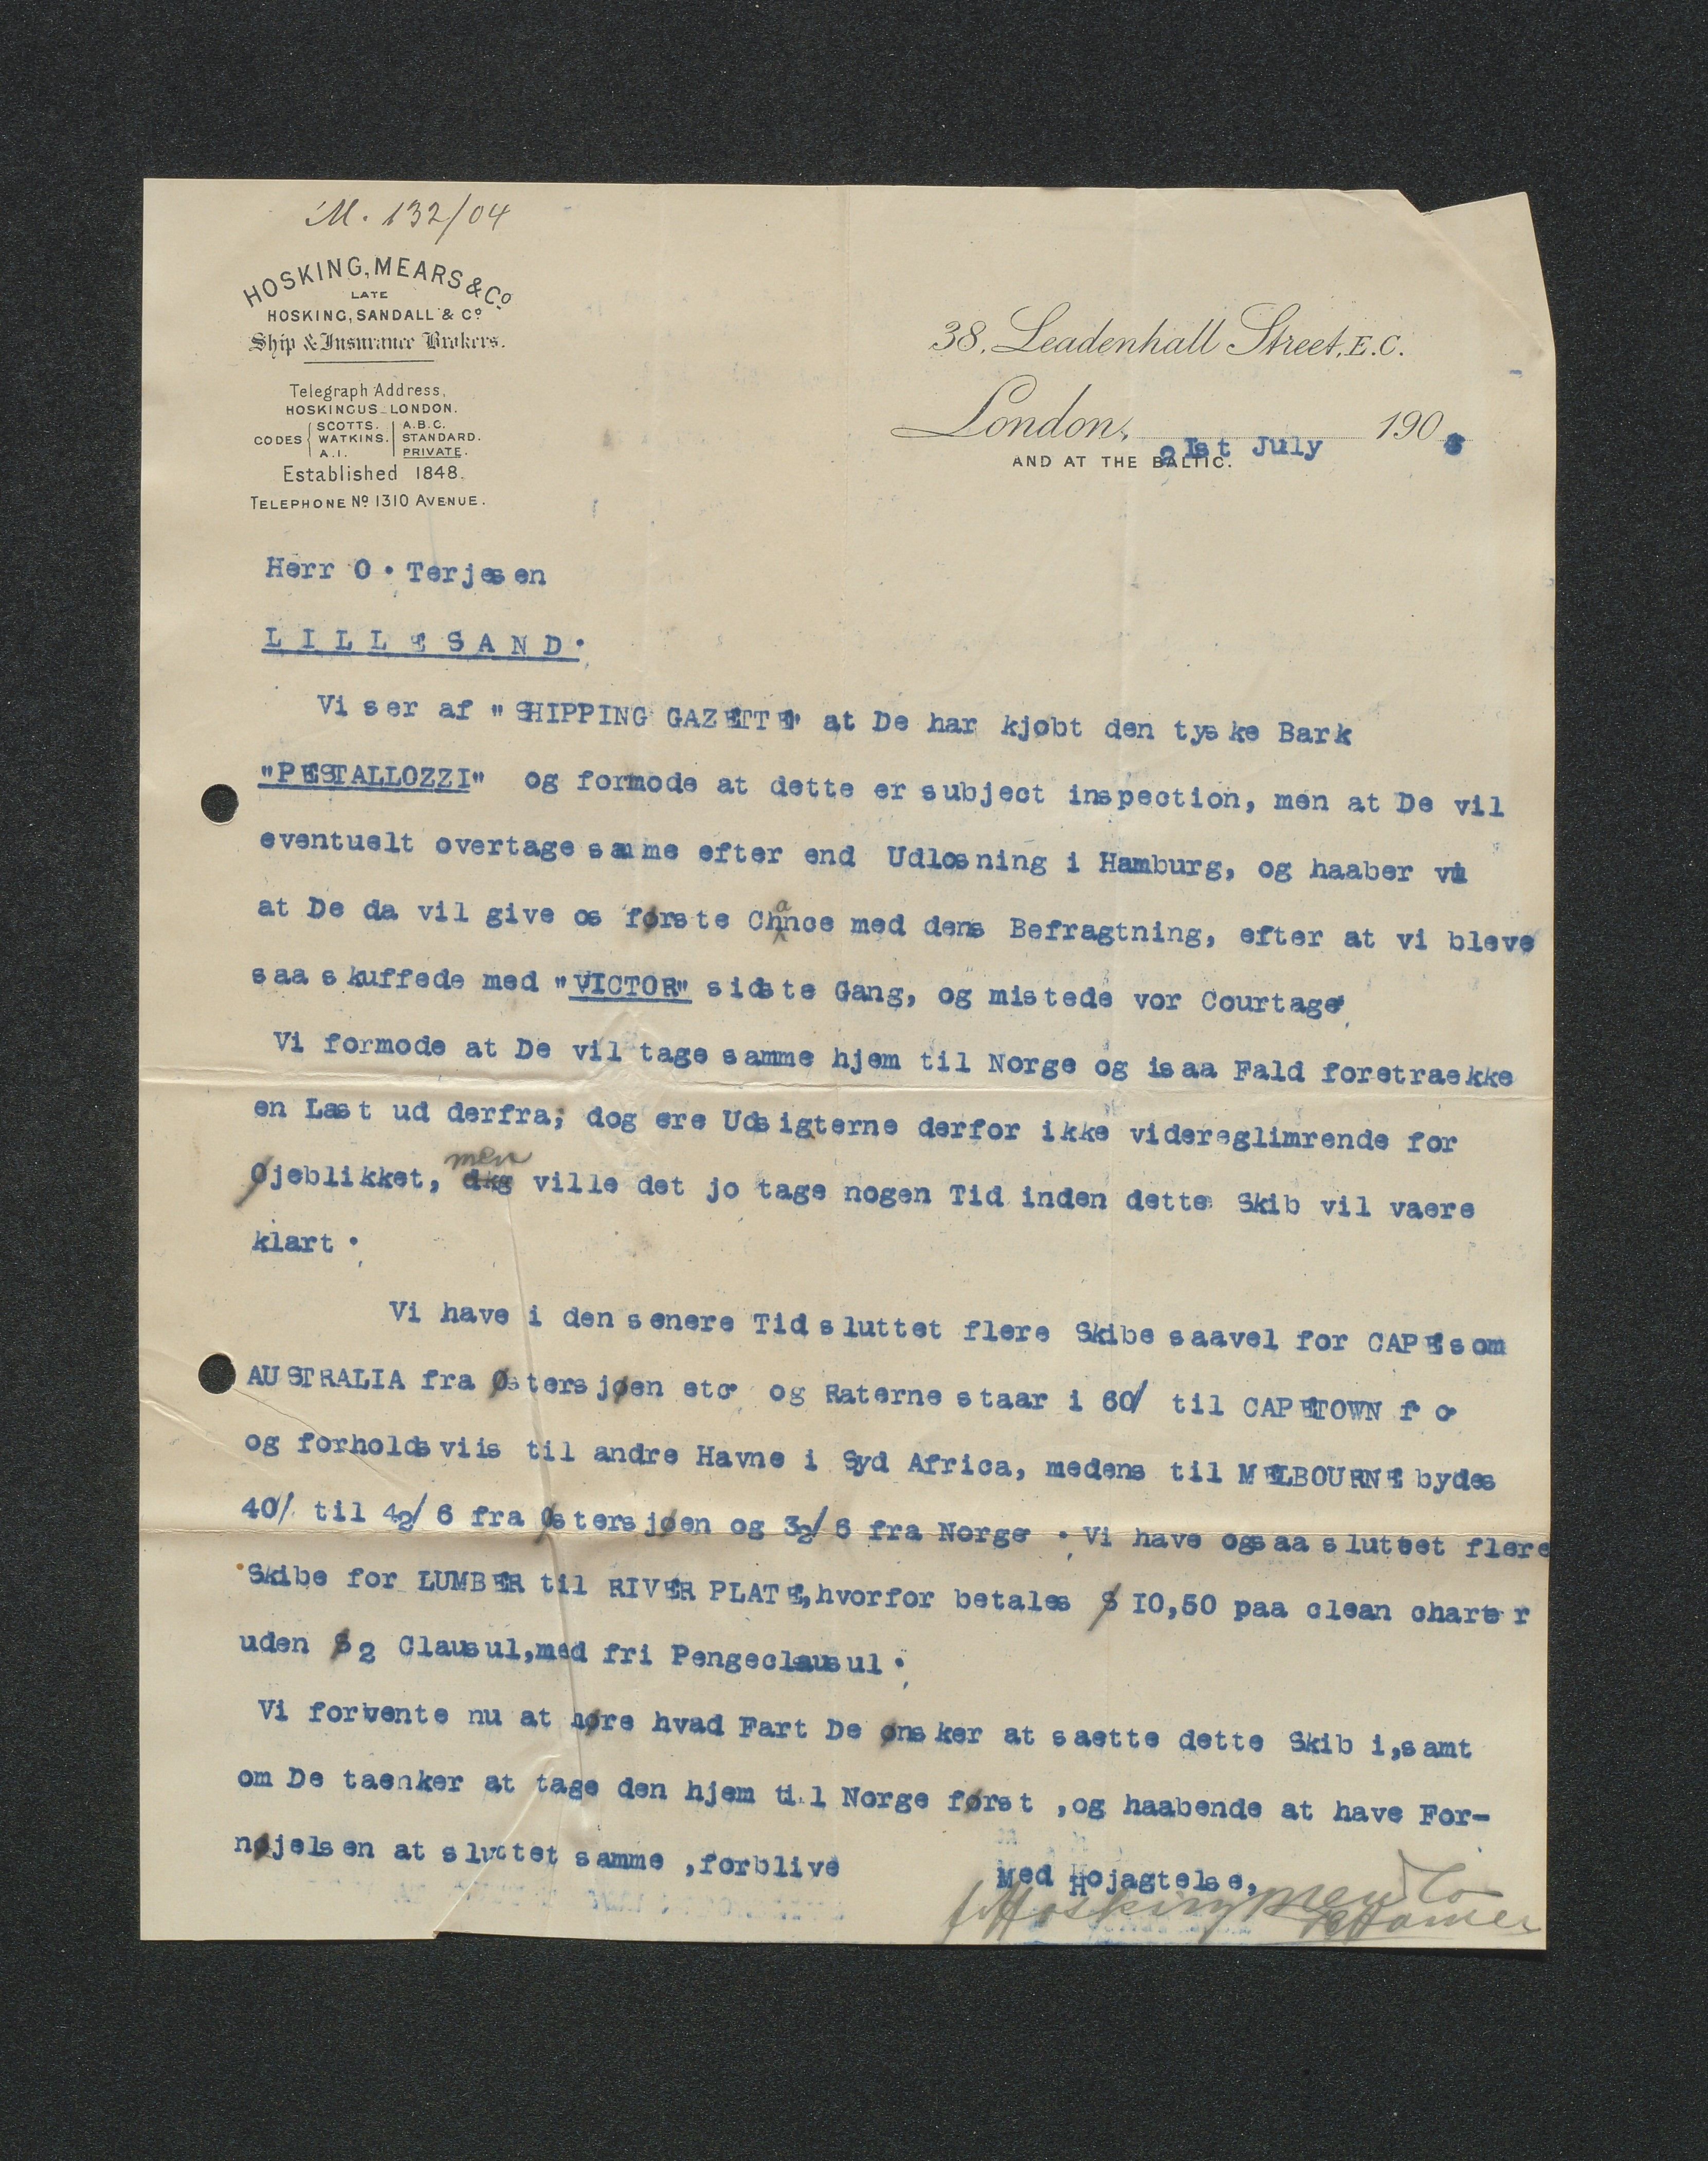 M. 132/04
HOSKING, MEARS & Co
LATE
HOSKING, SANDALL & Co
Ship & Insurance Brokers.
Telegraph Address,
HOSKINGUS_LONDON.
CODES { SCOTTS. | A.B.C.
WATKINS. | STANDARD.
A.I. | PRIVATE.
Established 1848.
TELEPHONE No 1310 AVENUE.
38, Leadenhall Street, E.C.
London, 21st July 190
AND AT THE BALTIC.
Herr O. Terjesen
LILLESAND.
Vi ser af "SHIPPING GAZETTE" at De har kjøbt den tyske Bark
"PESTALLOZZI" og formode at dette er subject inspection, men at De vil
eventuelt overtage samme efter end Udlosning i Hamburg, og haaber vi
at De da vil give os første Chance med dens Befragtning, efter at vi bleve
saa skuffede med "VICTOR" sidste Gang, og mistede vor Courtage.
Vi formode at De vil tage samme hjem til Norge og isaa Fald foretraekke
en Last ud derfra; dog ere Udsigterne derfor ikke videreglimrende for
Øjeblikket, men ville det jo tage nogen Tid inden dette Skib vil vaere
klart.
Vi have i den senere Tid sluttet flere Skibe saavel for CAPE som
AUSTRALIA fra Østersjøen etc og Raterne staar i 60/ til CAPETOWN f o
og forholdsviis til andre Havne i Syd Africa, medens til MELBOURNE bydes
40/ til 42/6 fra Østersjøen og 32/6 fra Norge . Vi have ogsaa sluttet flere
Skibe for LUMBER til RIVER PLATE, hvorfor betales $ 10,50 paa clean charter
uden $2 Clausul, med fri Pengeclausul.
Vi forvente nu at høre hvad Fart De ønsker at saette dette Skib i, samt
om De taenker at tage den hjem til Norge først, og haabende at have For-
nøjelsen at sluttet samme, forblive
Med Hojagtelse,
Hosking Mears Co